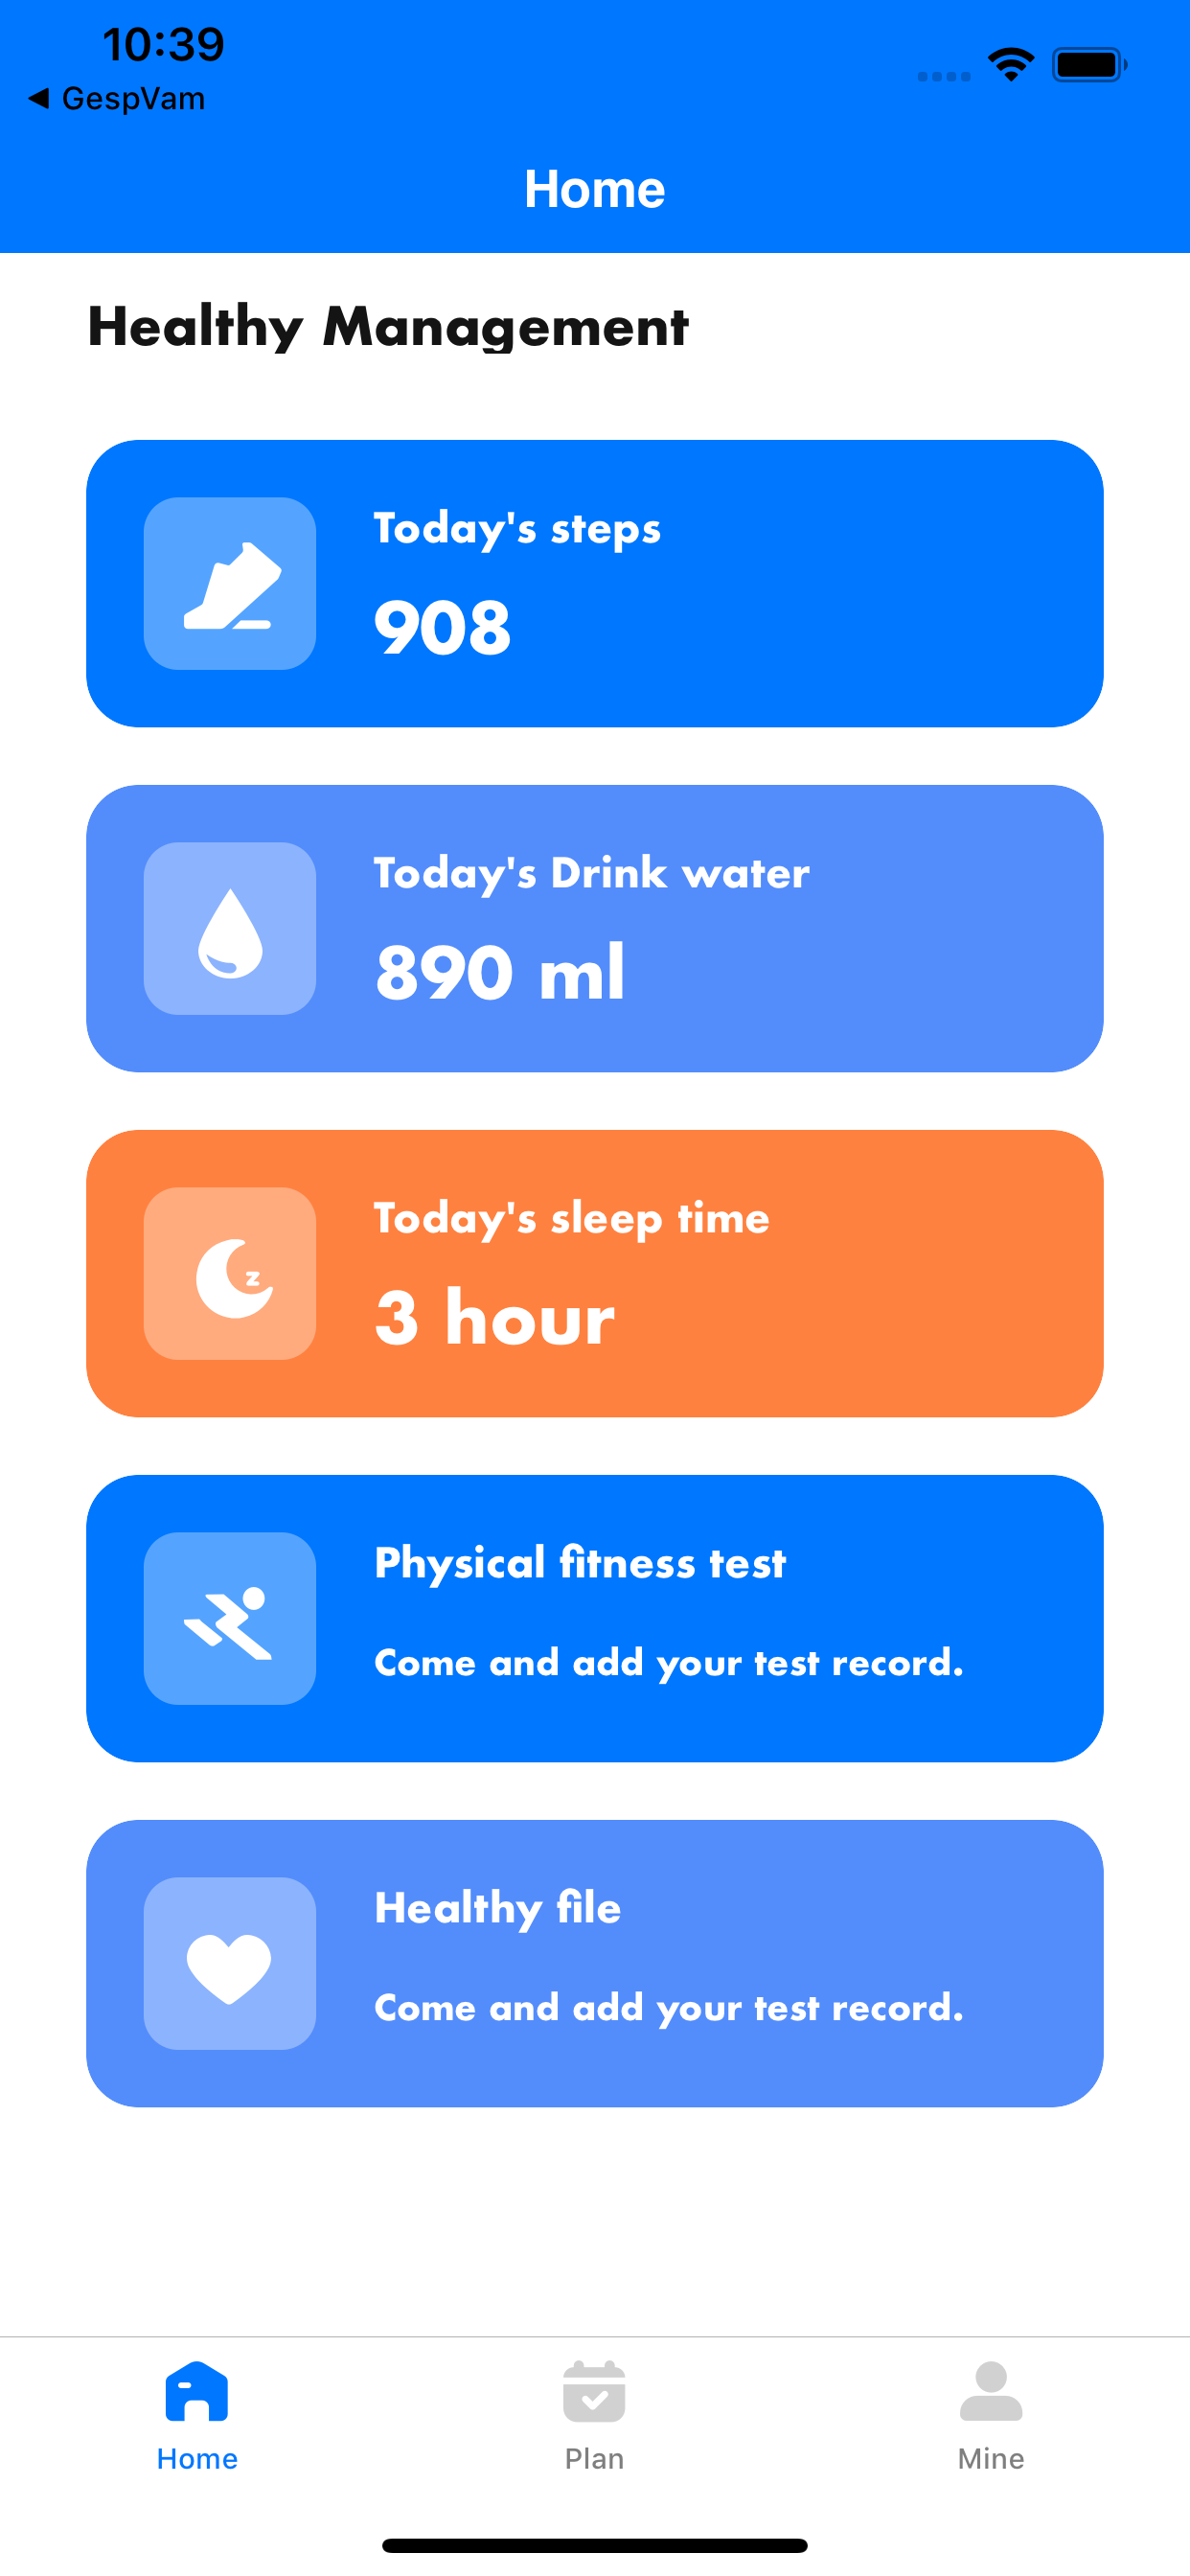 10:39
GespVam
Home
Healthy Management
Today's steps
908
Today's Drink water
890 ml
Today's sleep time
z
3 hour
Physical fitness test
Come and add your test record.
Healthy file
Come and add your test record.
Home
Plan
Mine